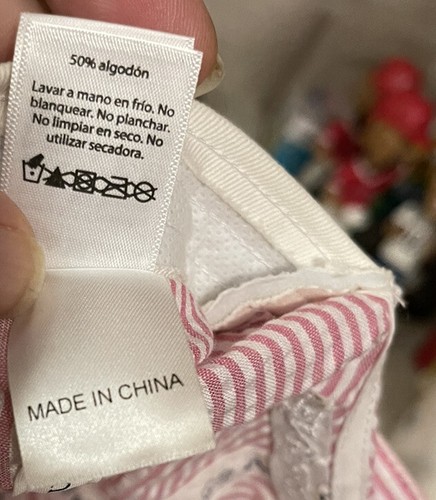 50% algodón
Lavar a mano en frío. No
blanquear. No planchar.
No limpiar en seco. No
utilizar secadora.
MADE IN CHINA